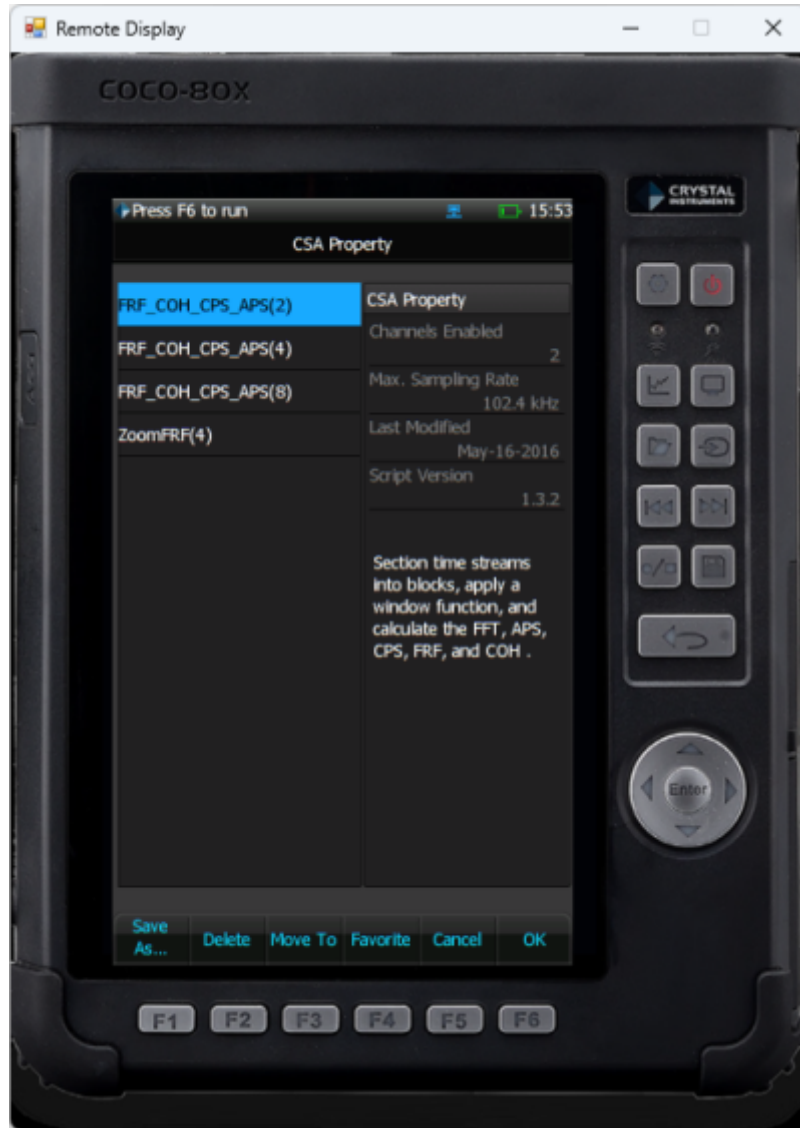 Remote Display
COCO-80X
CRYSTAL
INSTRUMENTS
Press F6 to run
15:53
CSA Property
FRF_COH_CPS_APS(2)
FRF_COH_CPS_APS(4)
FRF_COH_CPS_APS(8)
ZoomFRF(4)
CSA Property
Channels Enabled
2
Max. Sampling Rate
102.4 kHz
Last Modified
May-16-2016
Script Version
1.3.2
Section time streams
into blocks, apply a
window function, and
calculate the FFT, APS,
CPS, FRF, and COH .
Enter
Save As... Delete Move To Favorite Cancel OK
F1 F2 F3 F4 F5 F6